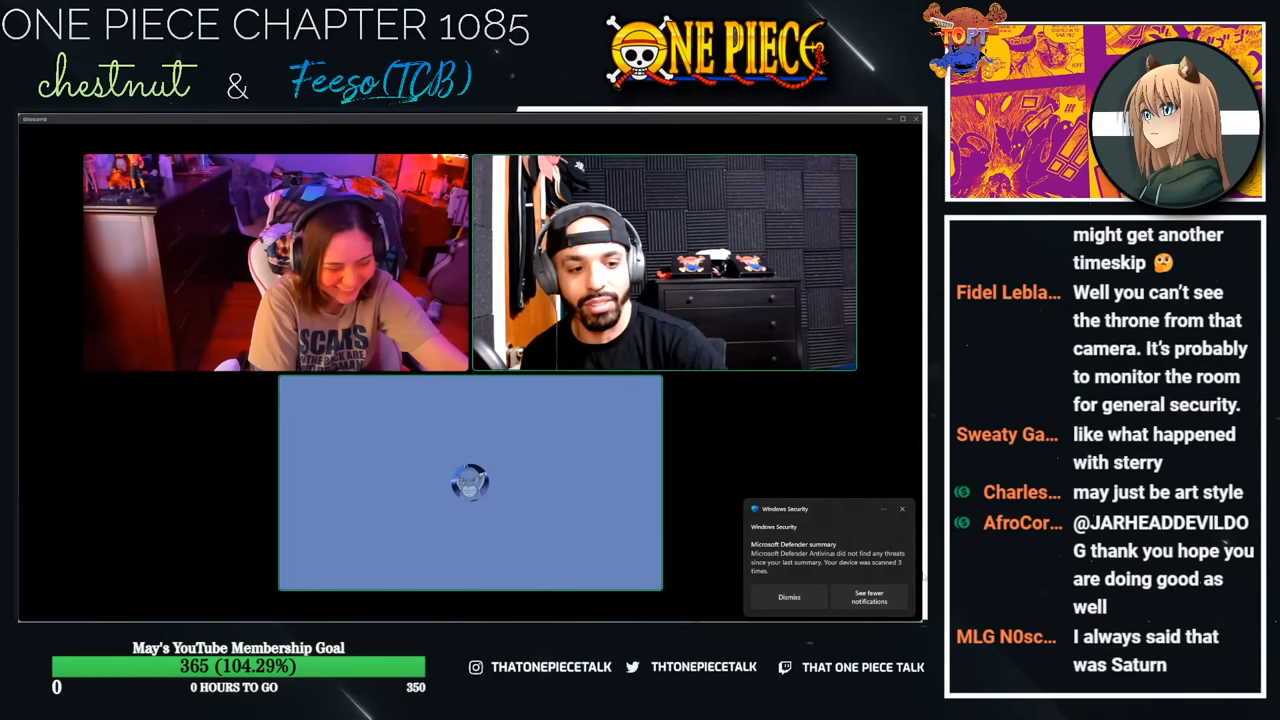 ONE PIECE CHAPTER 1085
chestnut & Feeso(TCB)
ONE PIECE
TOPT
Discord
SCARS
might get another
timeskip 🤔
Fidel Lebla... Well you can't see
the throne from that
camera. It's probably
to monitor the room
for general security.
Sweaty Ga... like what happened
with sterry
Charles... may just be art style
AfroCor... @JARHEADDEVILDO
G thank you hope you
are doing good as
well
MLG N0sc... I always said that
was Saturn
Windows Security
Windows Security
Microsoft Defender summary
Microsoft Defender Antivirus did not find any threats
since your last summary. Your device was scanned 3
times.
Dismiss
See fewer
notifications
May's YouTube Membership Goal
365 (104.29%)
0 0 HOURS TO GO 350
THATONEPIECETALK THTONEPIECETALK THAT ONE PIECE TALK